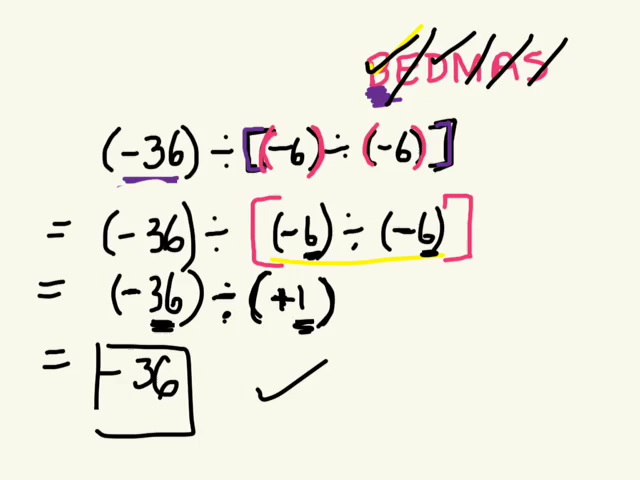 BEDMAS
(-36) ÷ [(-6) ÷ (-6)]
= (-36) ÷ [(-6) ÷ (-6)]
= (-36) ÷ (+1)
= -36